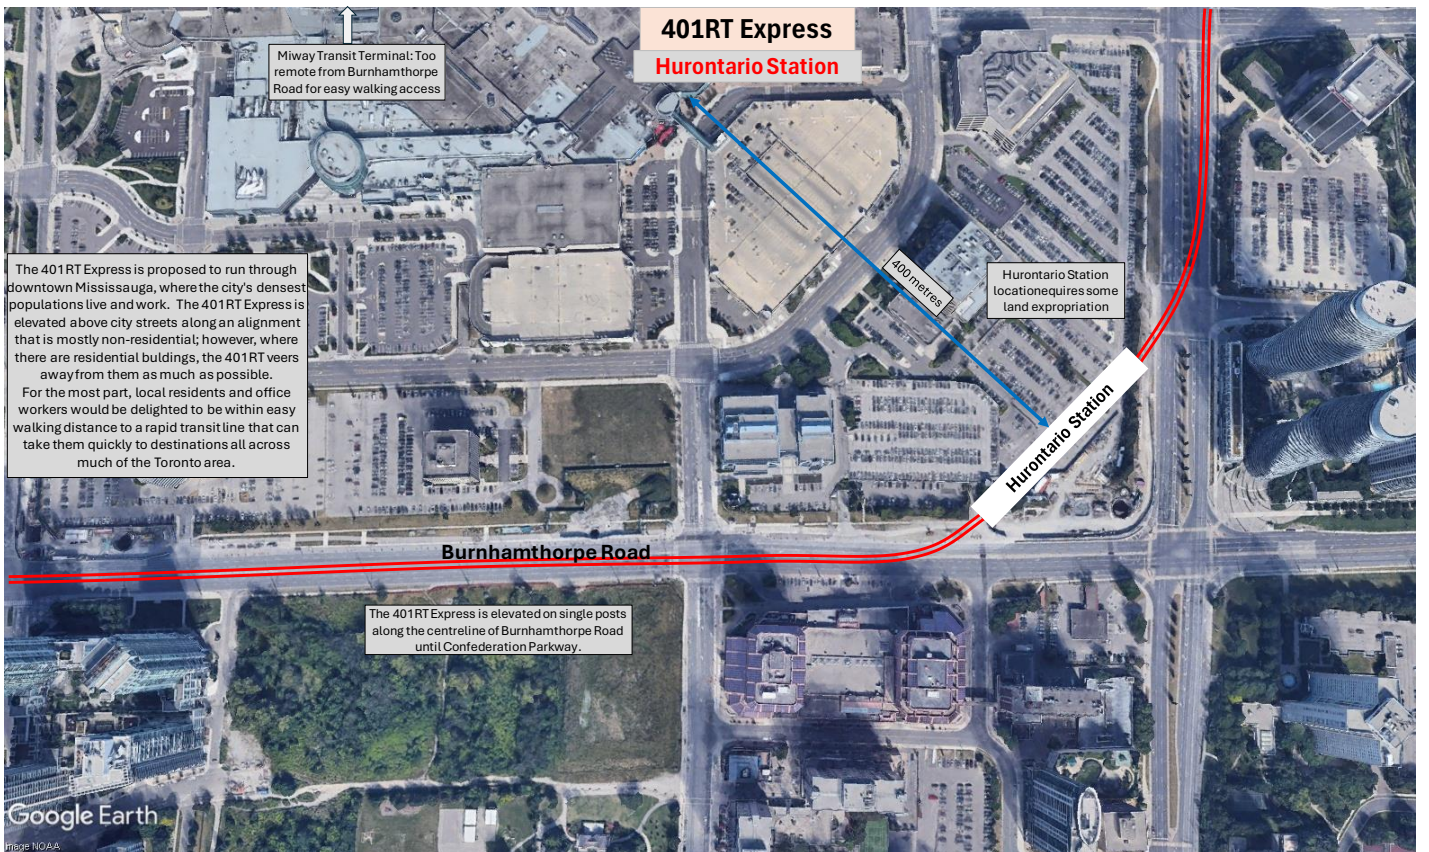 401RT Express
Hurontario Station
Miway Transit Terminal: Too
remote from Burnhamthorpe
Road for easy walking access
The 401RT Express is proposed to run through
downtown Mississauga, where the city's densest
populations live and work. The 401RT Express is
elevated above city streets along an alignment
that is mostly non-residential; however, where
there are residential buldings, the 401RT veers
away from them as much as possible.
For the most part, local residents and office
workers would be delighted to be within easy
walking distance to a rapid transit line that can
take them quickly to destinations all across
much of the Toronto area.
400 metres
Hurontario Station
locationequires some
land expropriation
Hurontario Station
Burnhamthorpe Road
The 401RT Express is elevated on single posts
along the centreline of Burnhamthorpe Road
until Confederation Parkway.
Google Earth
Image NOAA